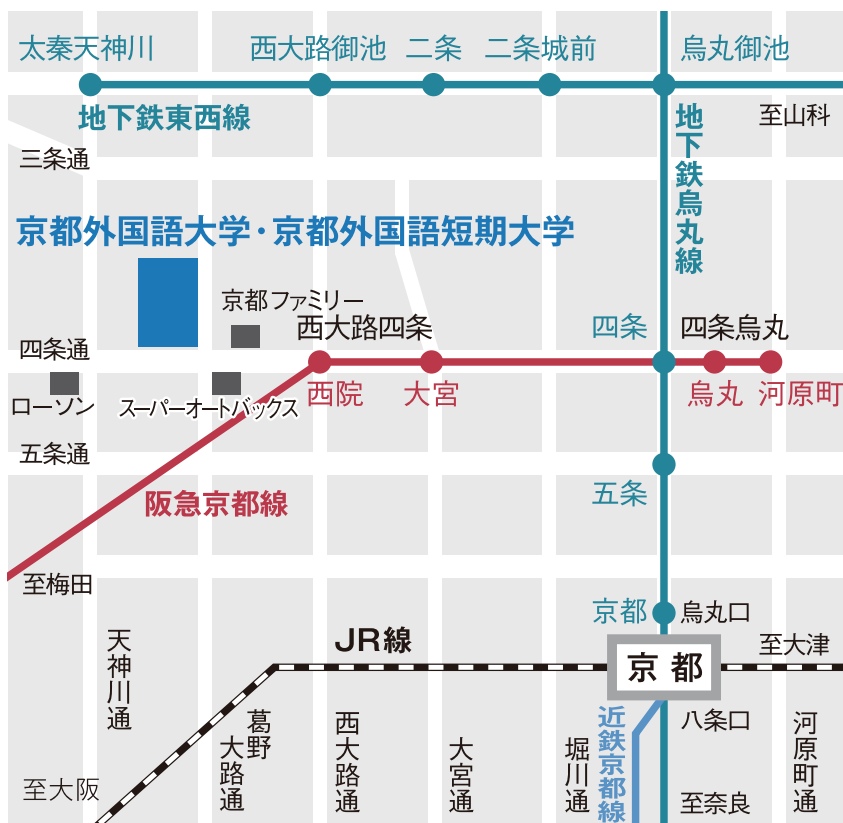 太秦天神川
西大路御池
二条
二条城前
烏丸御池
地下鉄東西線
至山科
地下鉄烏丸線
三条通
京都外国語大学・京都外国語短期大学
京都ファミリー
西大路四条
四条
四条烏丸
四条通
ローソン
スーパーオートバックス
西院
大宮
烏丸
河原町
五条通
阪急京都線
五条
至梅田
京都
烏丸口
天神川通
JR線
至大津
京都
葛野
大路通
西大路通
大宮通
堀川通
近鉄京都線
八条口
河原町通
至大阪
至奈良